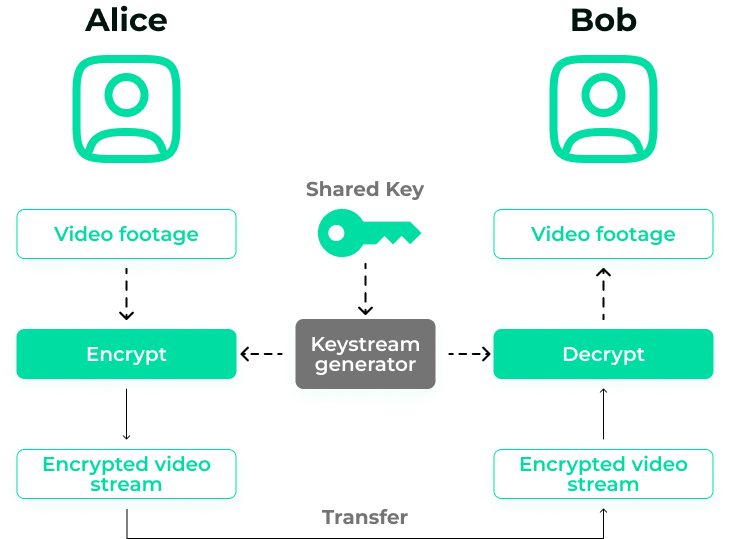 Alice
Bob
Shared Key
Video footage
Video footage
Encrypt
Keystream
generator
Decrypt
Encrypted video
stream
Encrypted video
stream
Transfer